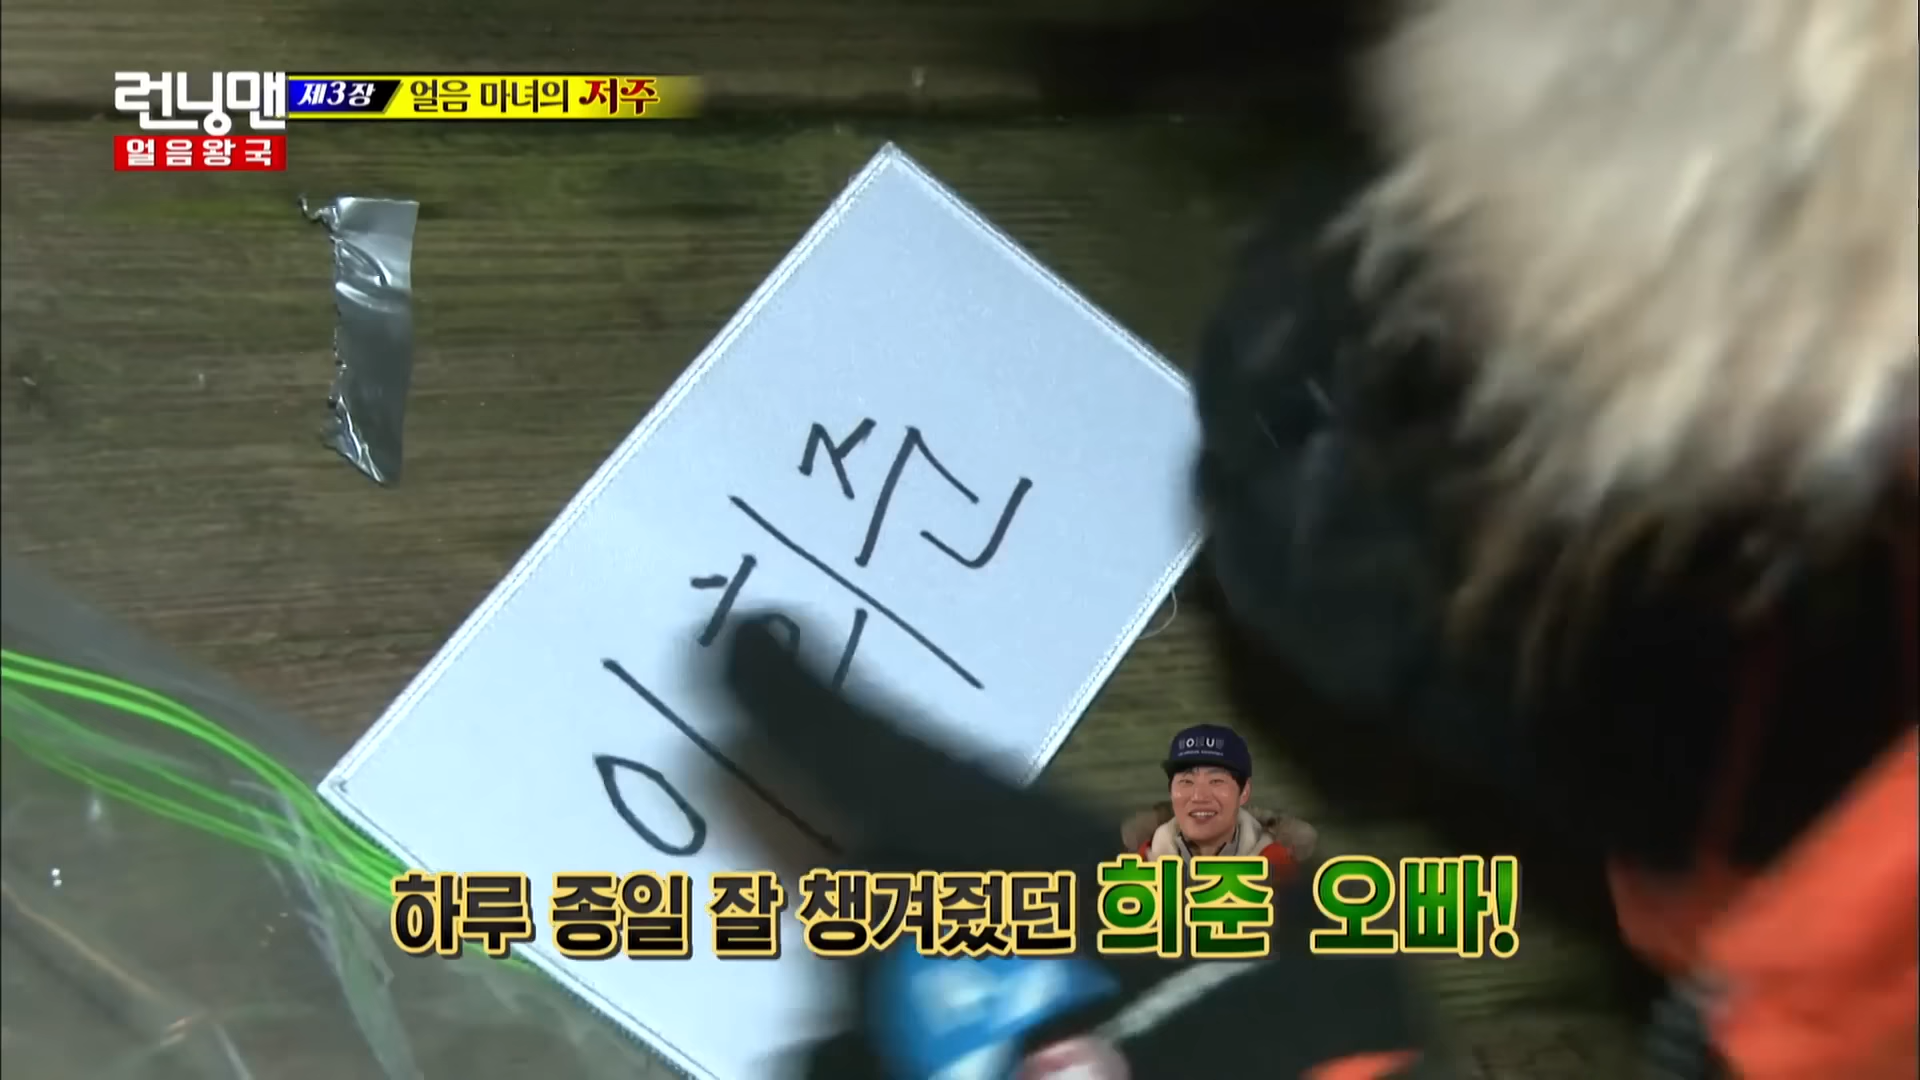 런닝맨 제3장 얼음 마녀의 저주
얼음왕국
이희준
하루 종일 잘 챙겨줬던 희준 오빠!